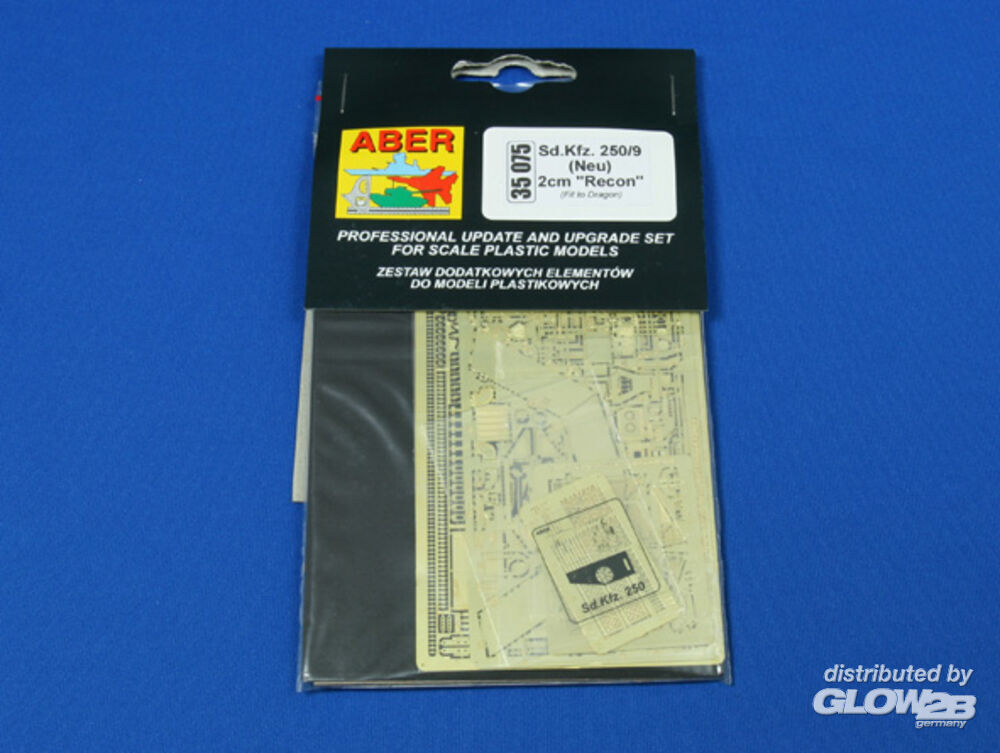 ABER
35 075
Sd.Kfz. 250/9
(Neu)
2cm "Recon"
(Fit to Dragon)
PROFESSIONAL UPDATE AND UPGRADE SET
FOR SCALE PLASTIC MODELS
ZESTAW DODATKOWYCH ELEMENTÓW
DO MODELI PLASTIKOWYCH
ABER
Sd.Kfz. 250
distributed by
GLOW2B
germany